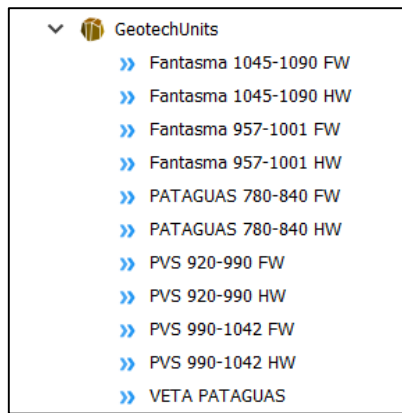 GeotechUnits
Fantasma 1045-1090 FW
Fantasma 1045-1090 HW
Fantasma 957-1001 FW
Fantasma 957-1001 HW
PATAGUAS 780-840 FW
PATAGUAS 780-840 HW
PVS 920-990 FW
PVS 920-990 HW
PVS 990-1042 FW
PVS 990-1042 HW
VETA PATAGUAS